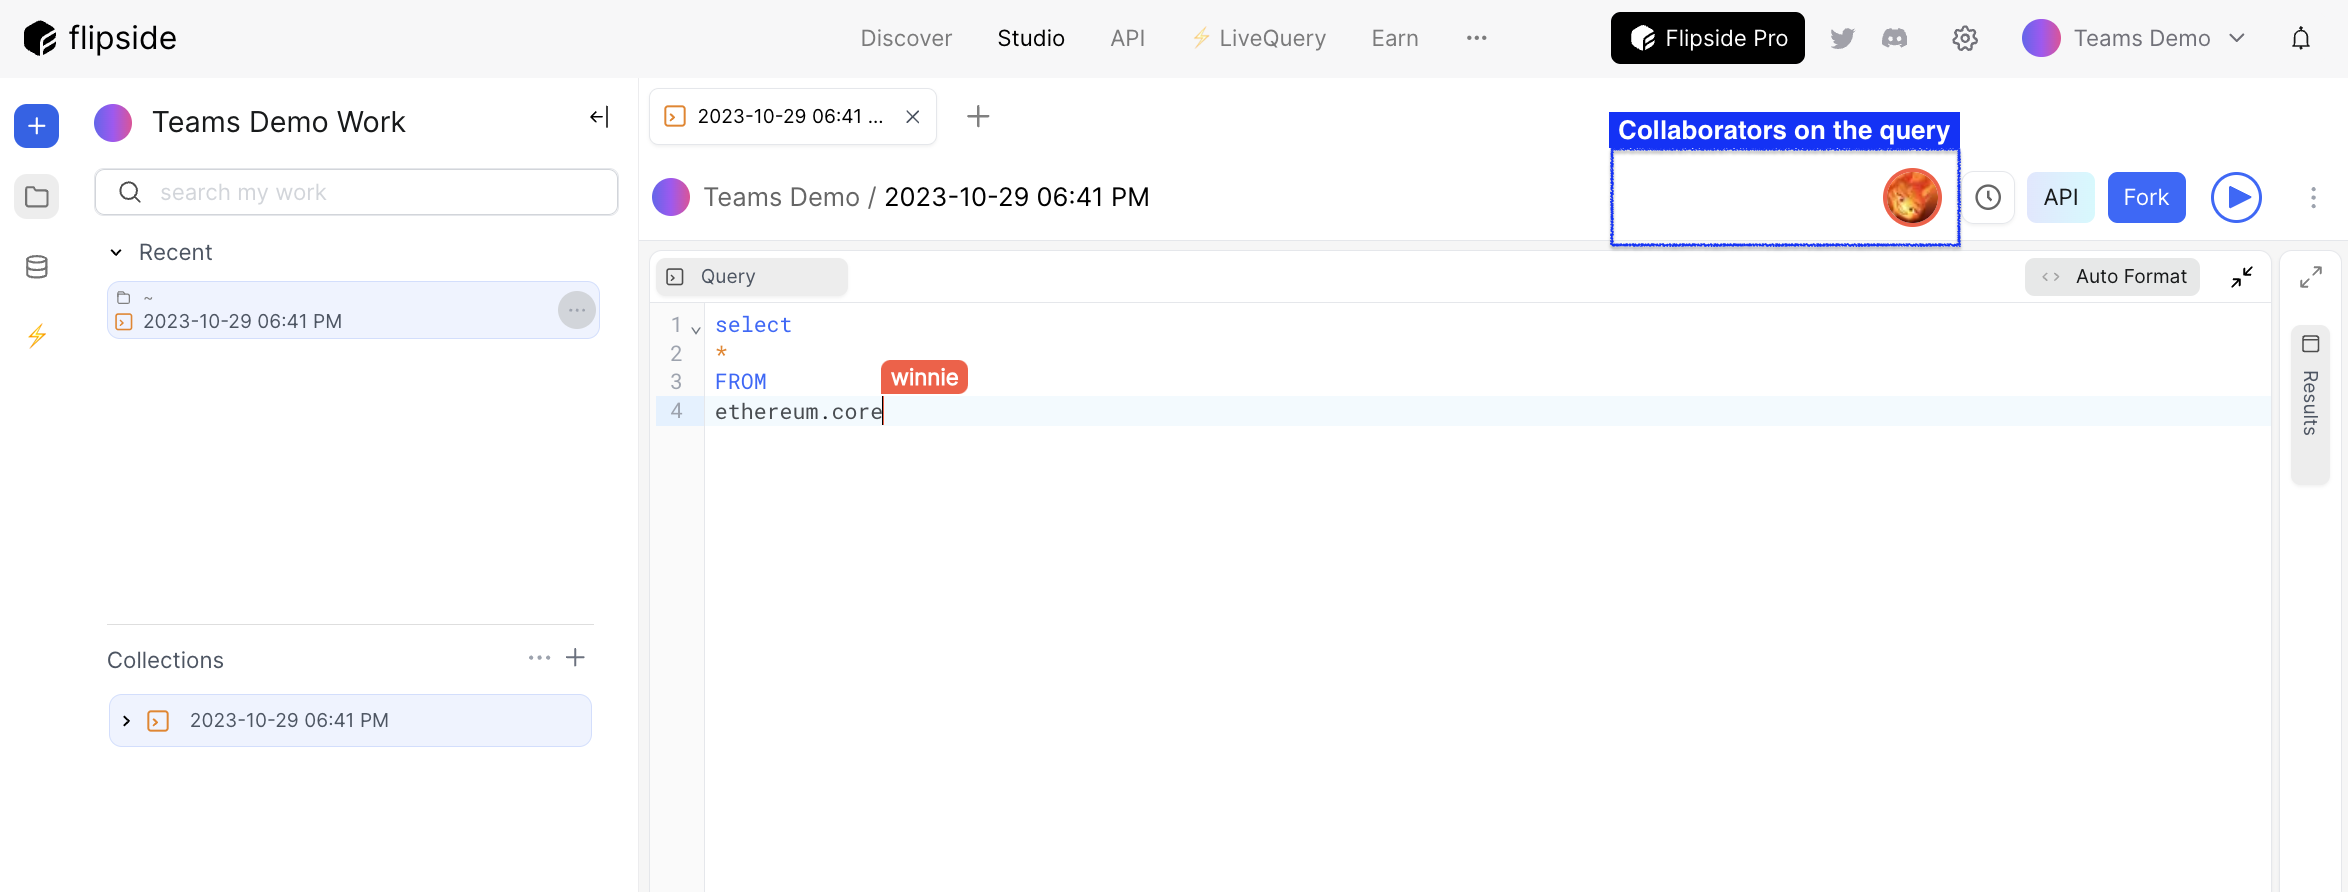 flipside
Discover
Studio
API
LiveQuery
Earn
Flipside Pro
Teams Demo
Teams Demo Work
search my work
Recent
~
2023-10-29 06:41 PM
Collections
2023-10-29 06:41 PM
2023-10-29 06:41 ...
Collaborators on the query
Teams Demo / 2023-10-29 06:41 PM
API
Fork
Query
Auto Format
1 select
2 *
3 FROM
winnie
4 ethereum.core
Results